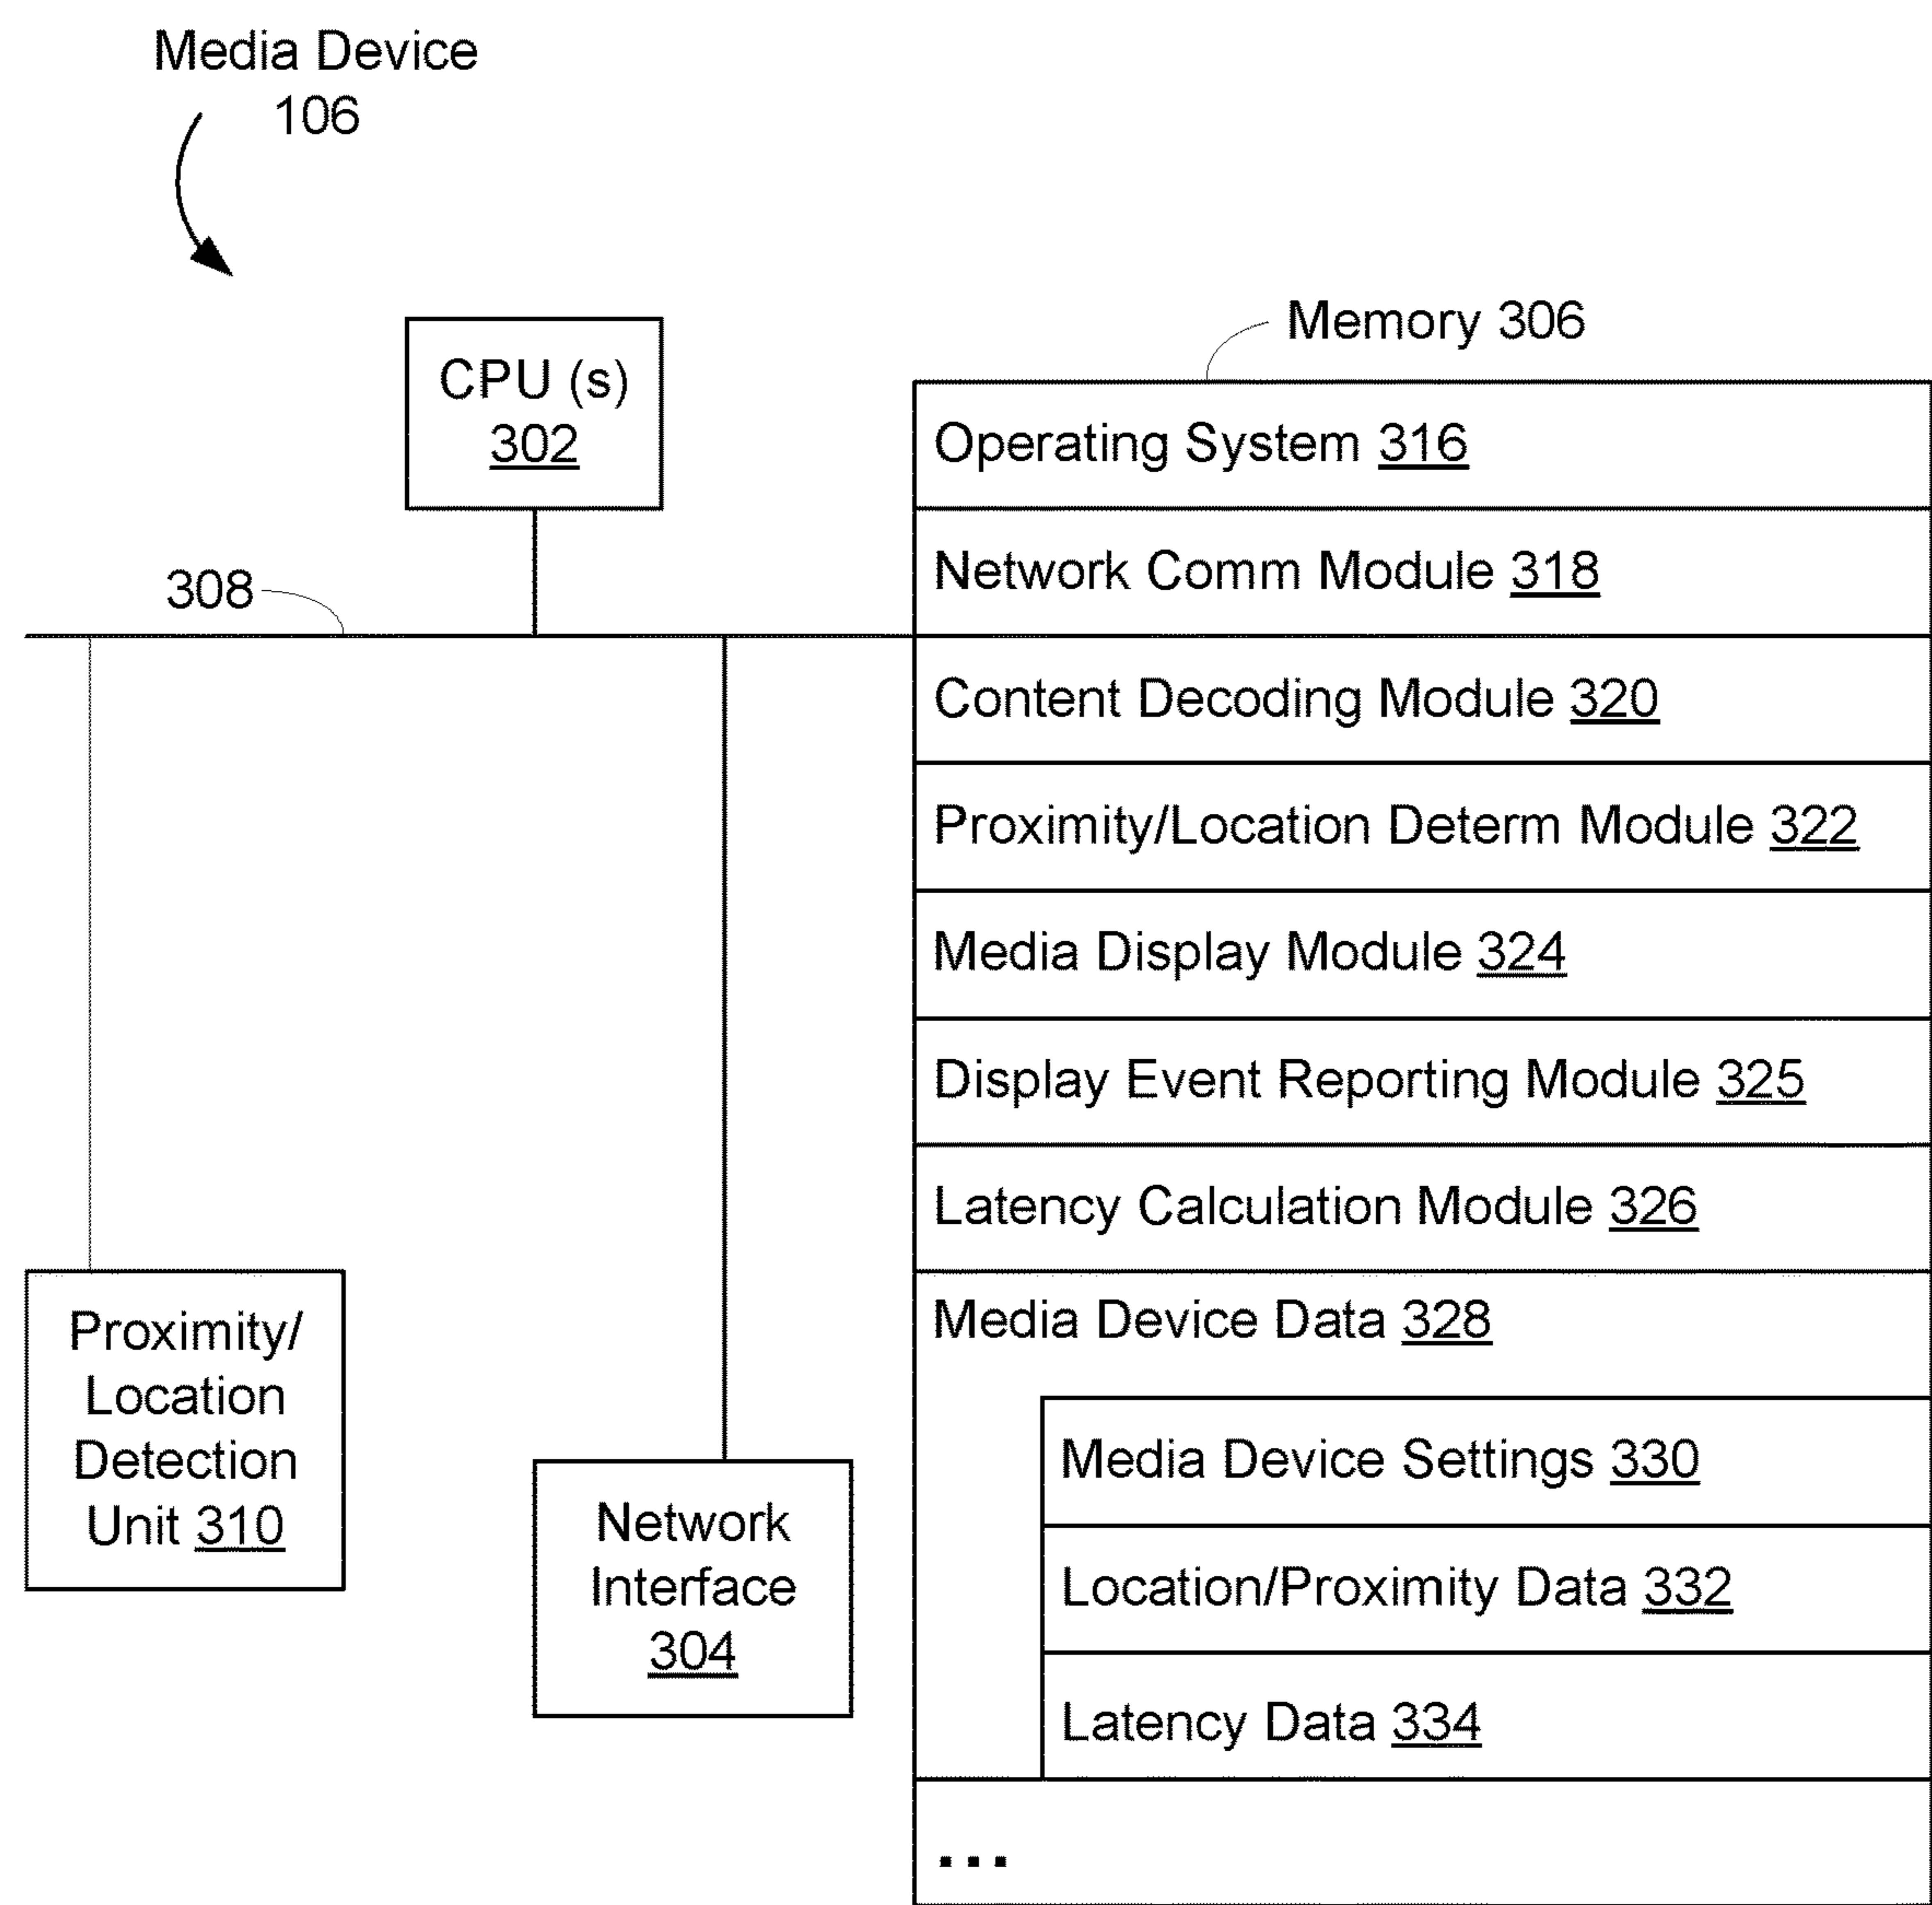 Media Device
106
CPU (s)
302
308
Memory 306
Operating System 316
Network Comm Module 318
Content Decoding Module 320
Proximity/Location Determ Module 322
Media Display Module 324
Display Event Reporting Module 325
Latency Calculation Module 326
Media Device Data 328
Media Device Settings 330
Location/Proximity Data 332
Latency Data 334
...
Proximity/
Location
Detection
Unit 310
Network
Interface
304